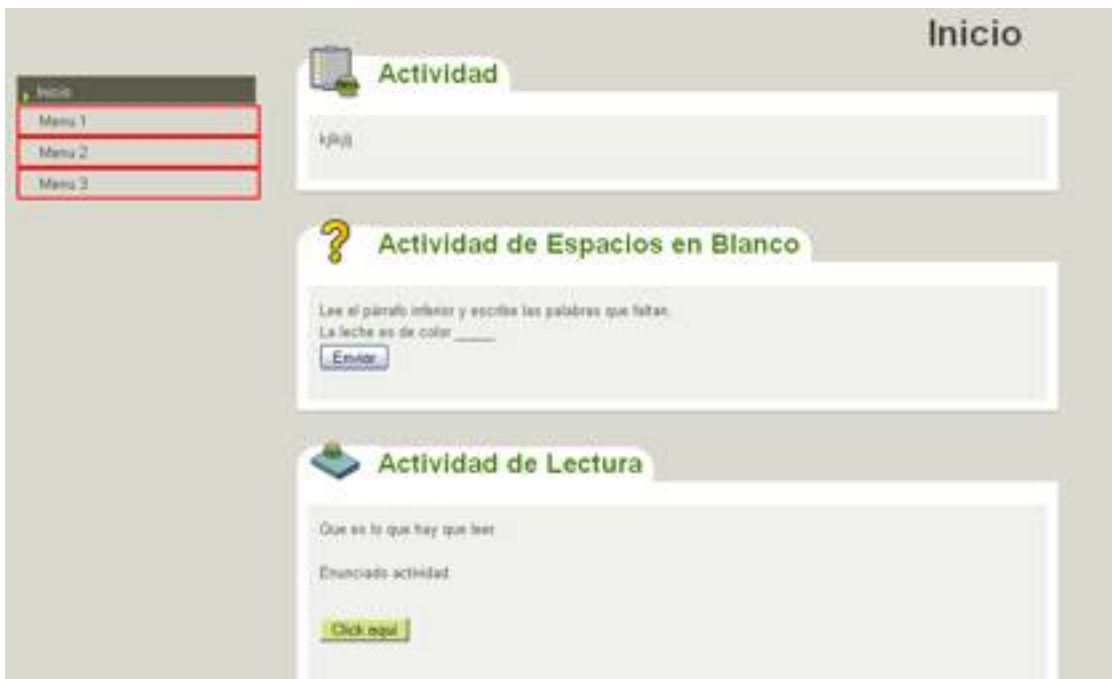 Inicio
Inicio
Menu 1
Menu 2
Menu 3
Actividad
Actividad de Espacios en Blanco
Lee el párrafo inferior y escribe las palabras que faltan.
La leche es de color _____
Enviar
Actividad de Lectura
Que es lo que hay que leer
Enunciado actividad
Click aquí